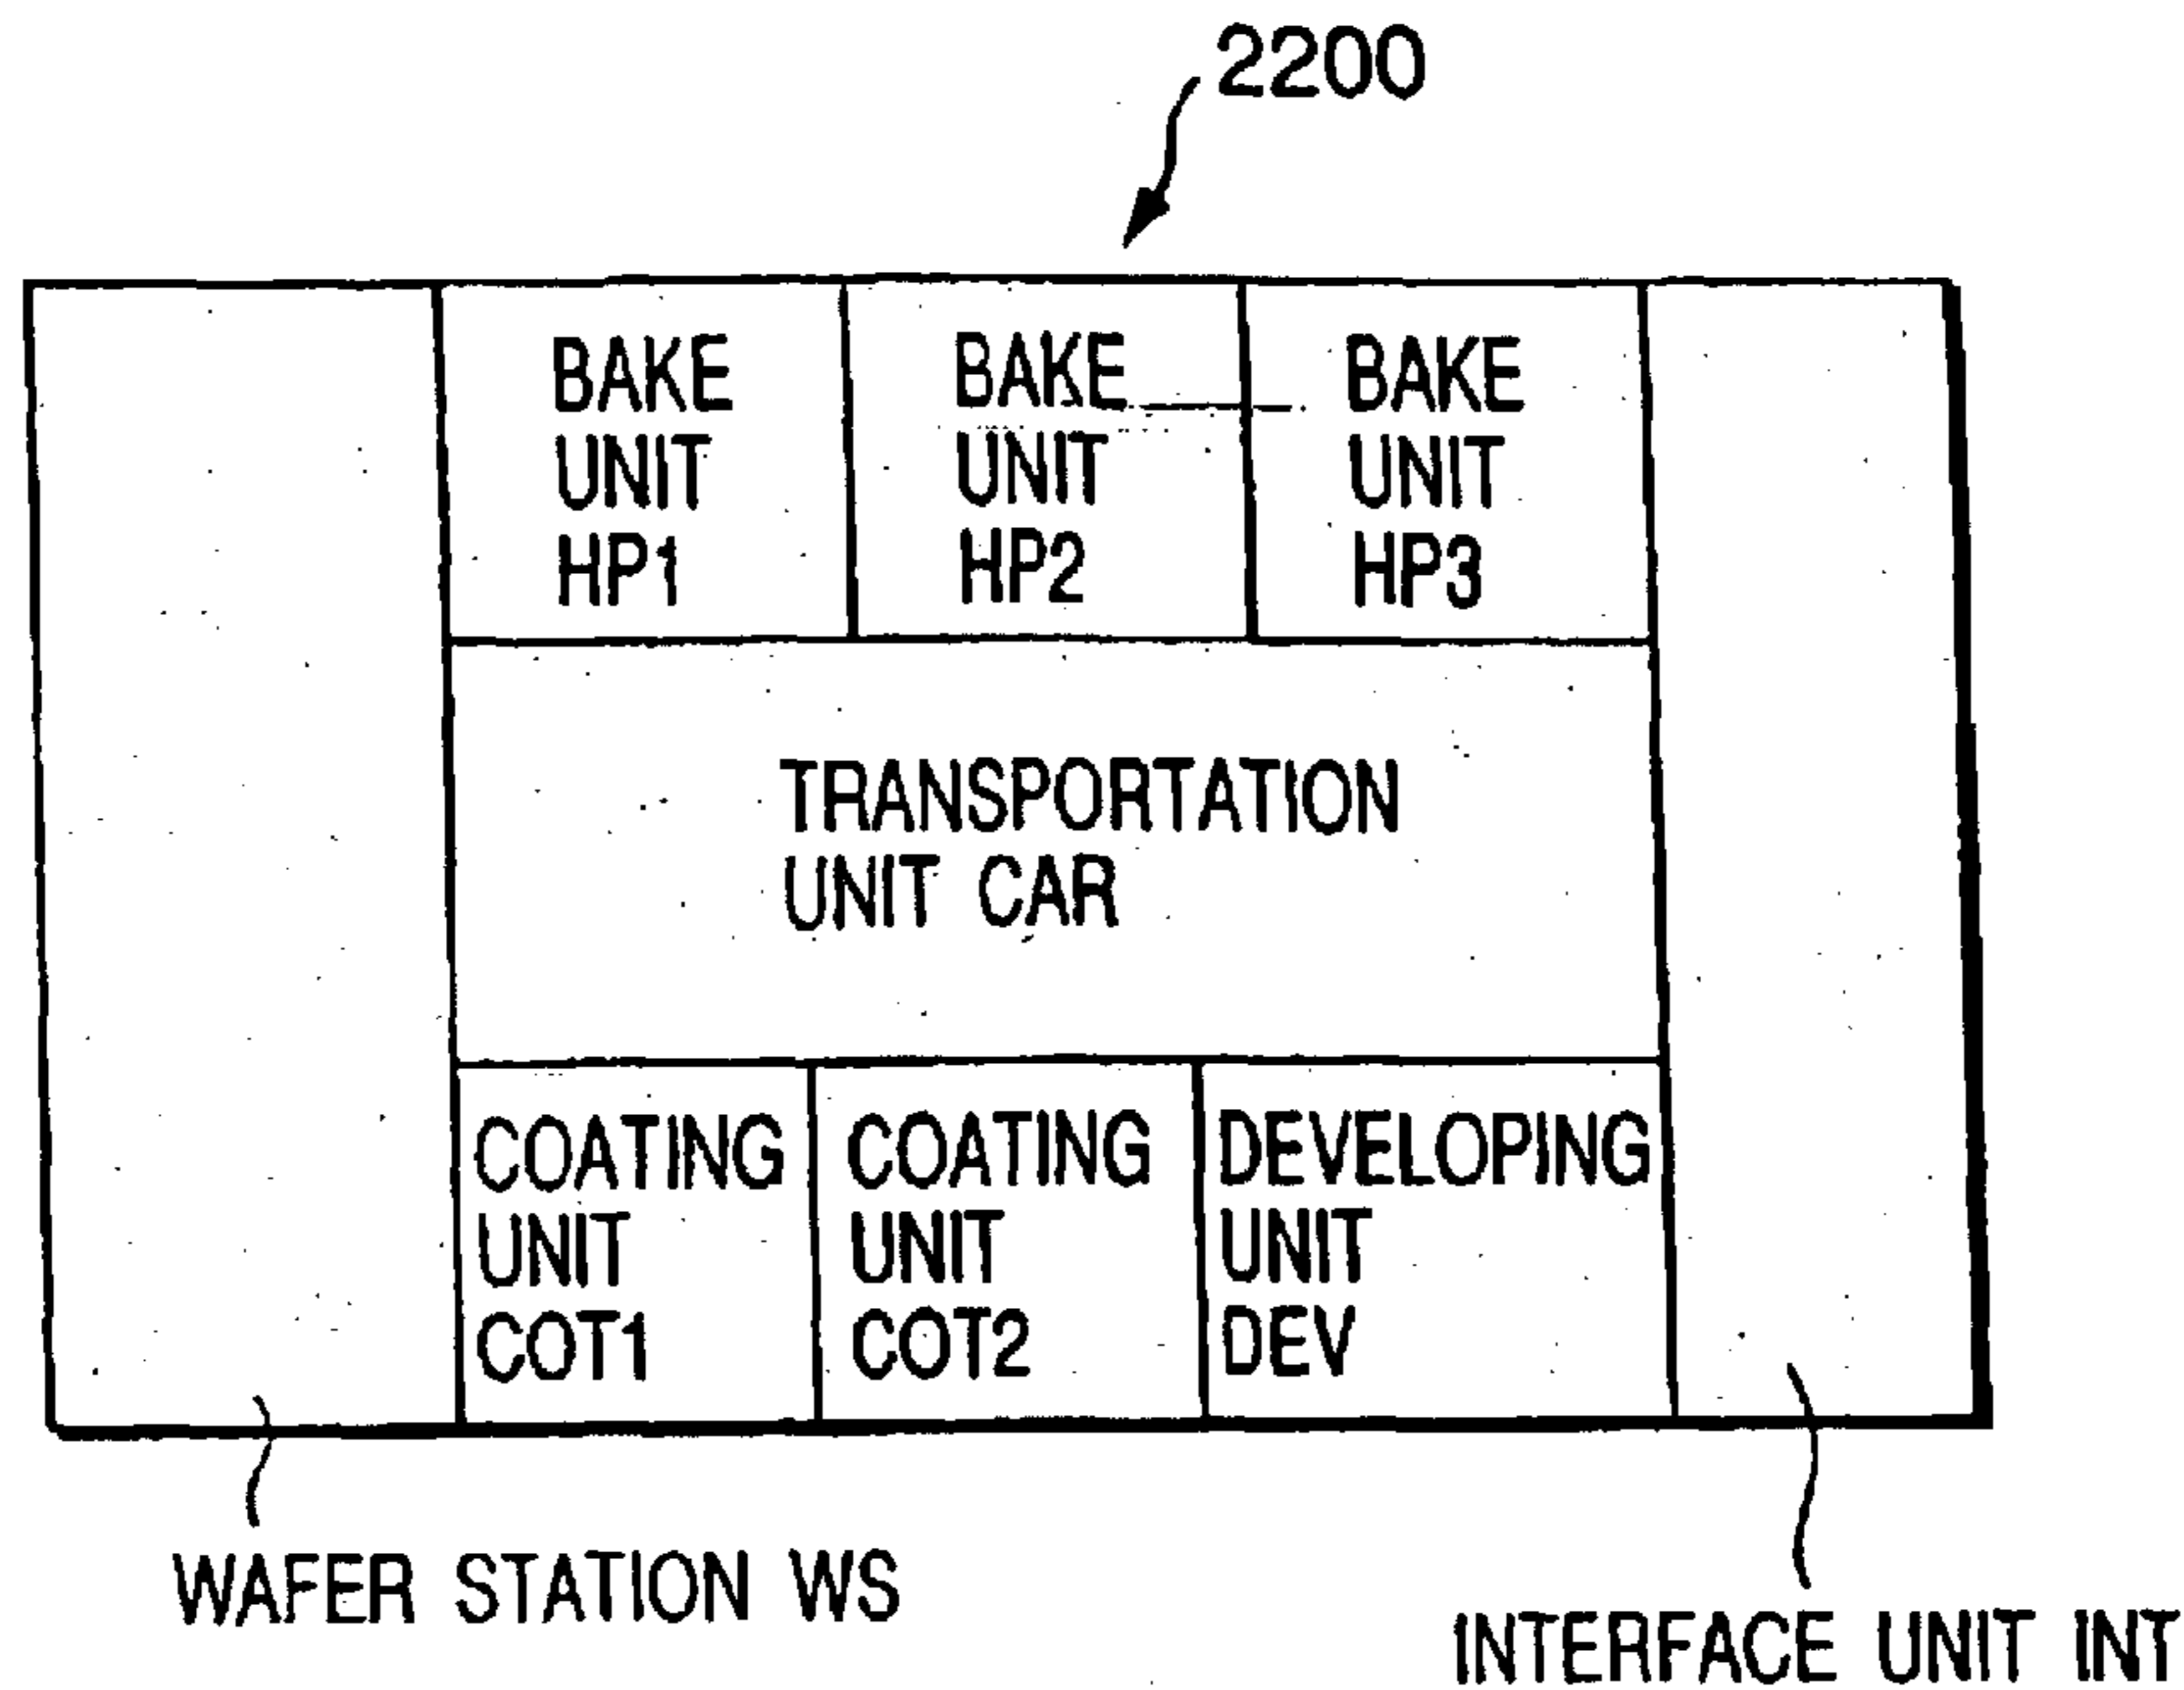 2200
BAKE
UNIT
HP1
BAKE
UNIT
HP2
BAKE
UNIT
HP3
TRANSPORTATION
UNIT CAR
COATING
UNIT
COT1
COATING
UNIT
COT2
DEVELOPING
UNIT
DEV
WAFER STATION WS
INTERFACE UNIT INT